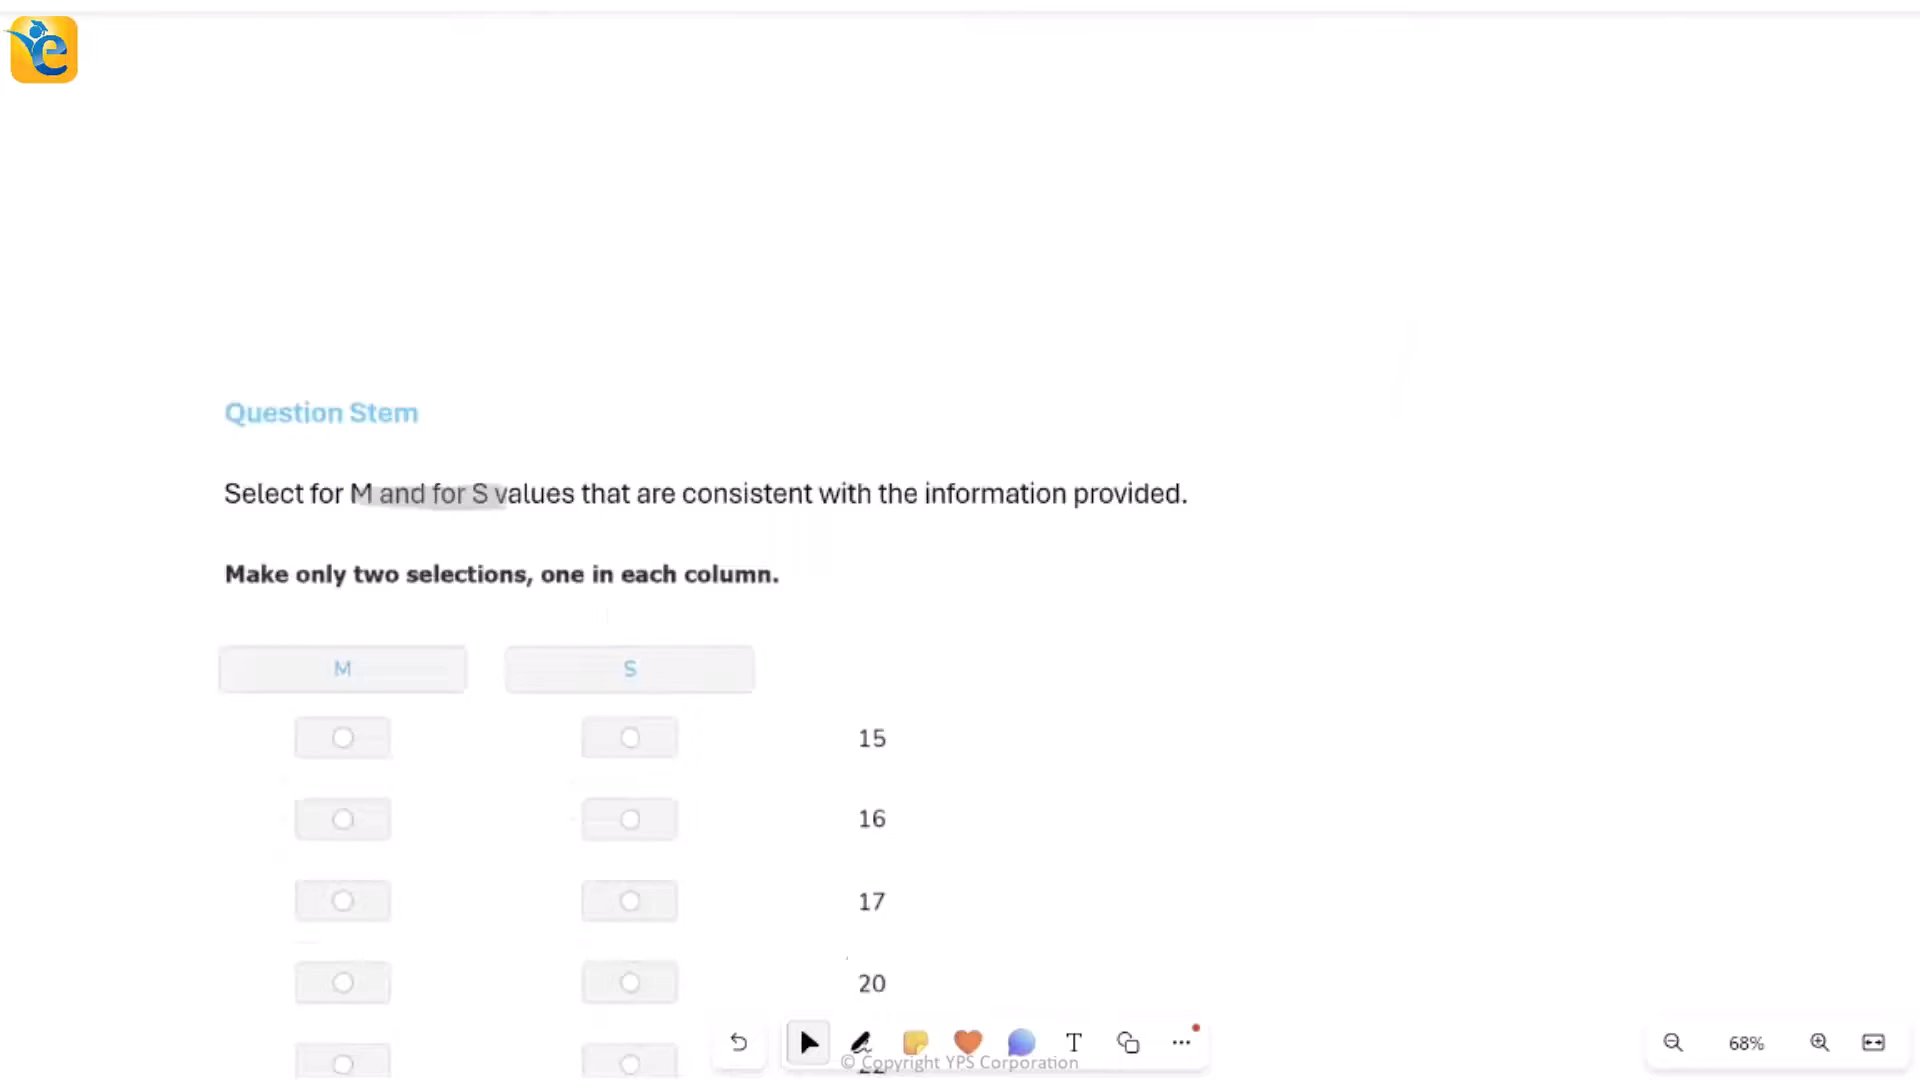 e
Question Stem
Select for M and for S values that are consistent with the information provided.
Make only two selections, one in each column.
M S
15
16
17
20
T 68%
© Copyright YPS Corporation